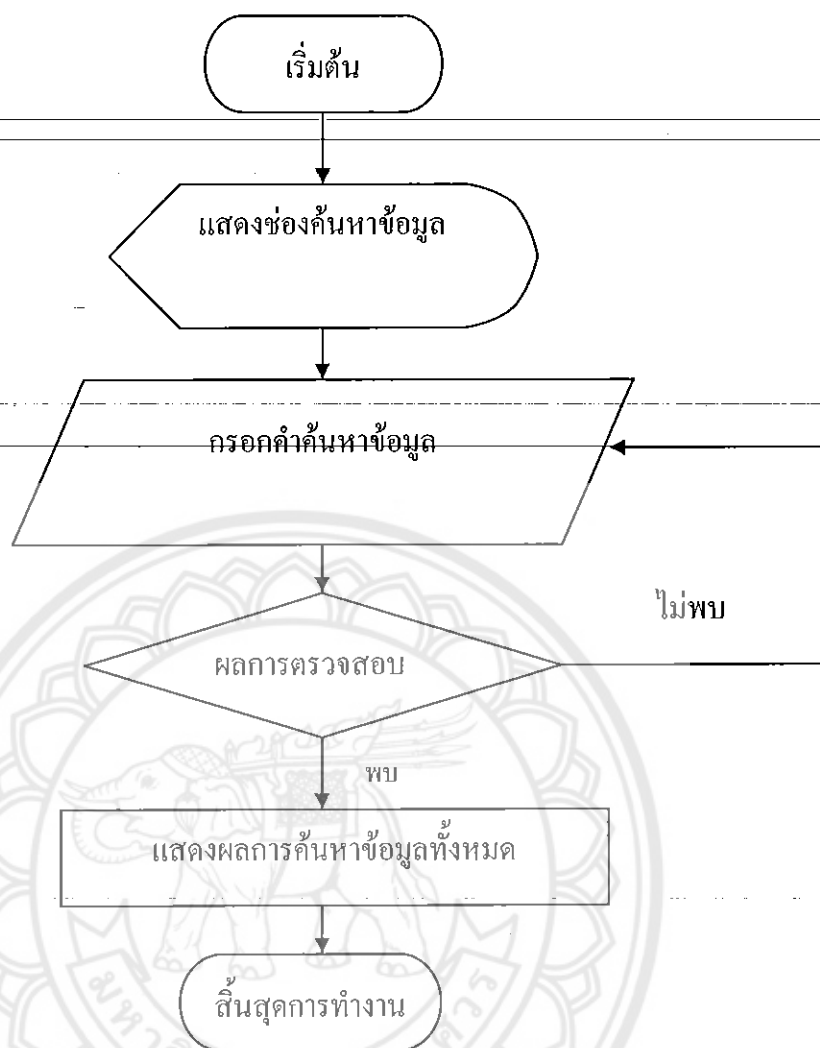 เริ่มต้น
แสดงช่องค้นหาข้อมูล
กรอกคำค้นหาข้อมูล
ไม่พบ
ผลการตรวจสอบ
พบ
แสดงผลการค้นหาข้อมูลทั้งหมด
สิ้นสุดการทำงาน